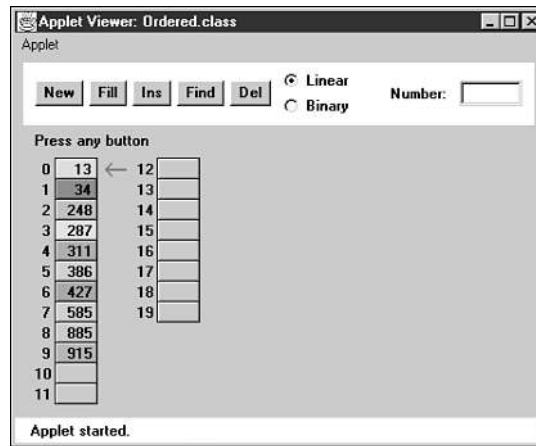 Applet Viewer: Ordered.class
Applet
New Fill Ins Find Del Linear Binary Number:
Press any button
0 13 12
1 34 13
2 248 14
3 287 15
4 311 16
5 386 17
6 427 18
7 585 19
8 885
9 915
10
11
Applet started.